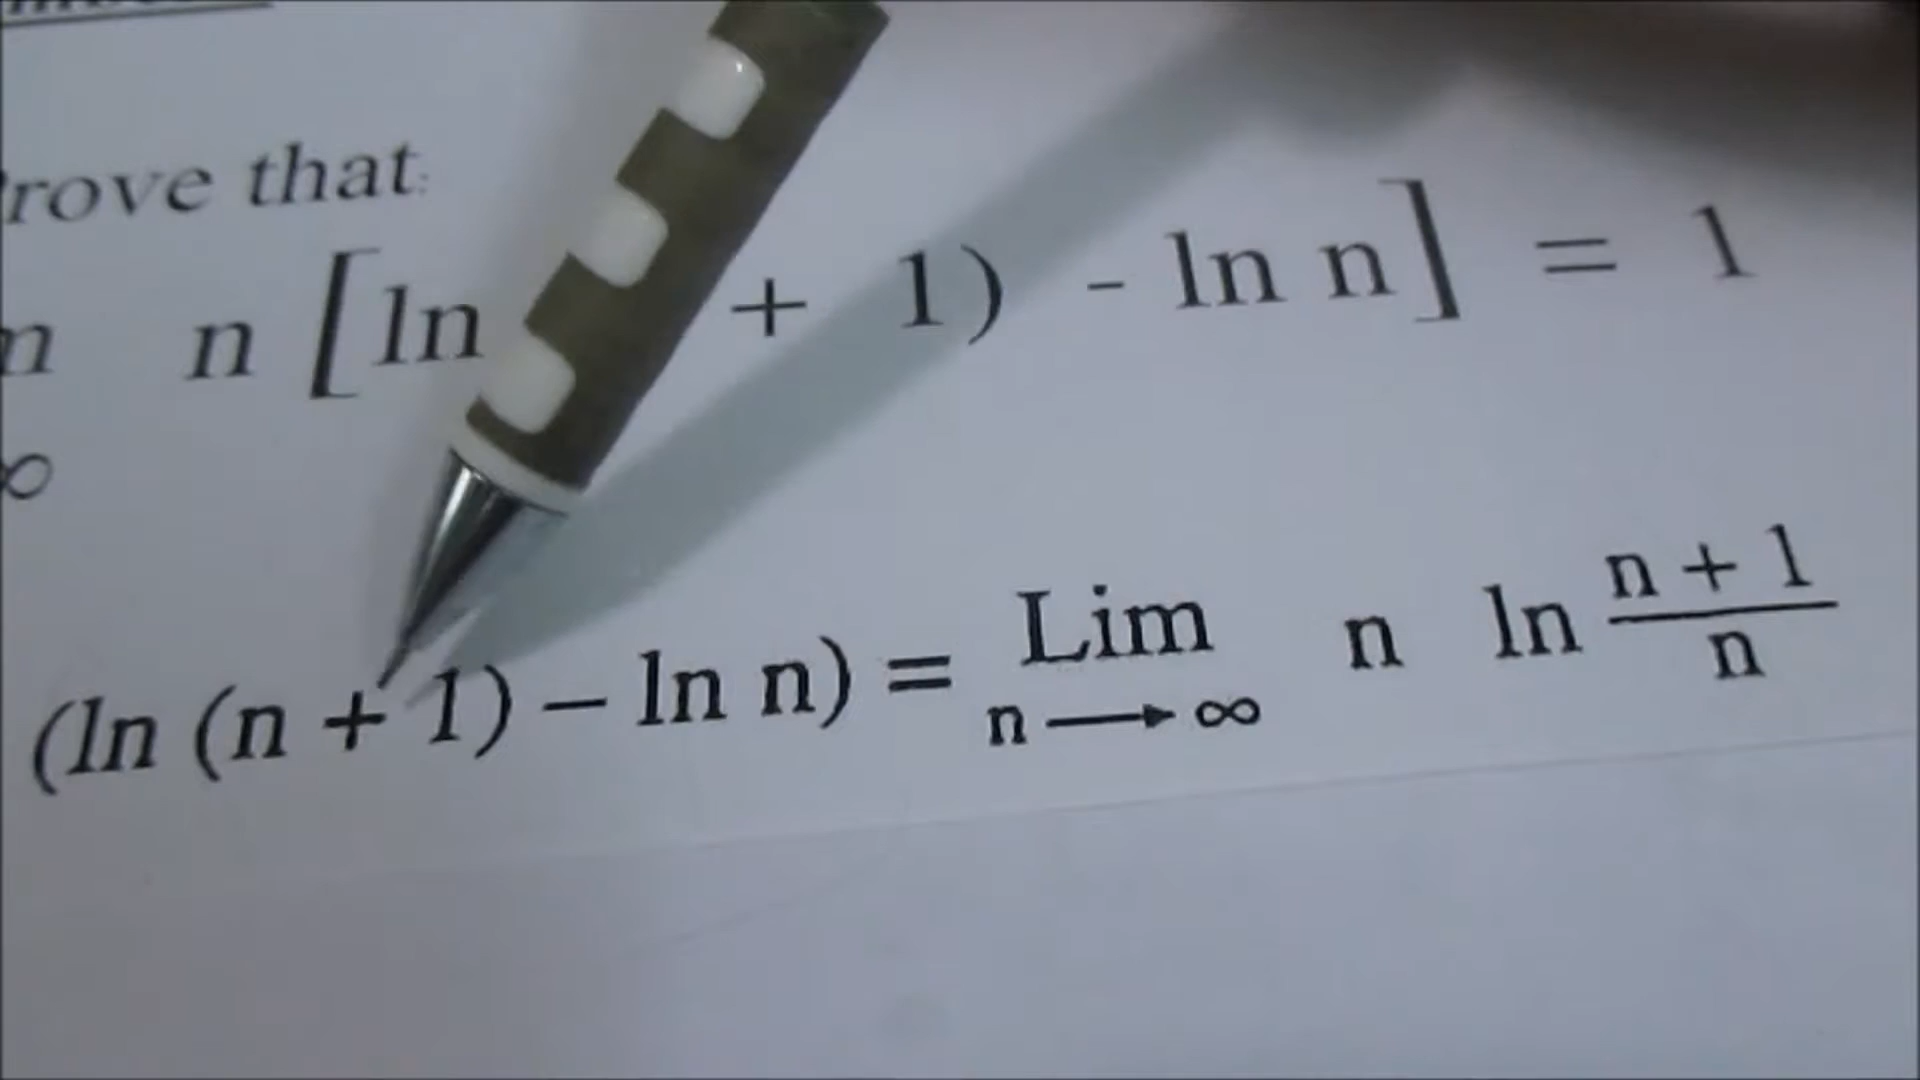 rove that:
n [ln + 1) - ln n] = 1
∞
(ln (n + 1) – ln n) = Lim n ln n + 1
n ⟶ ∞ n